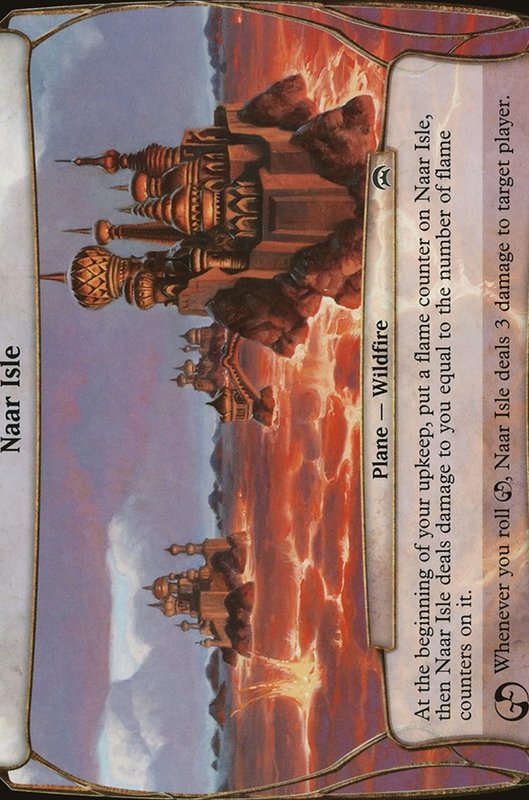 Naar Isle
Plane — Wildfire
At the beginning of your upkeep, put a flame counter on Naar Isle,
then Naar Isle deals damage to you equal to the number of flame
counters on it.
Whenever you roll , Naar Isle deals 3 damage to target player.